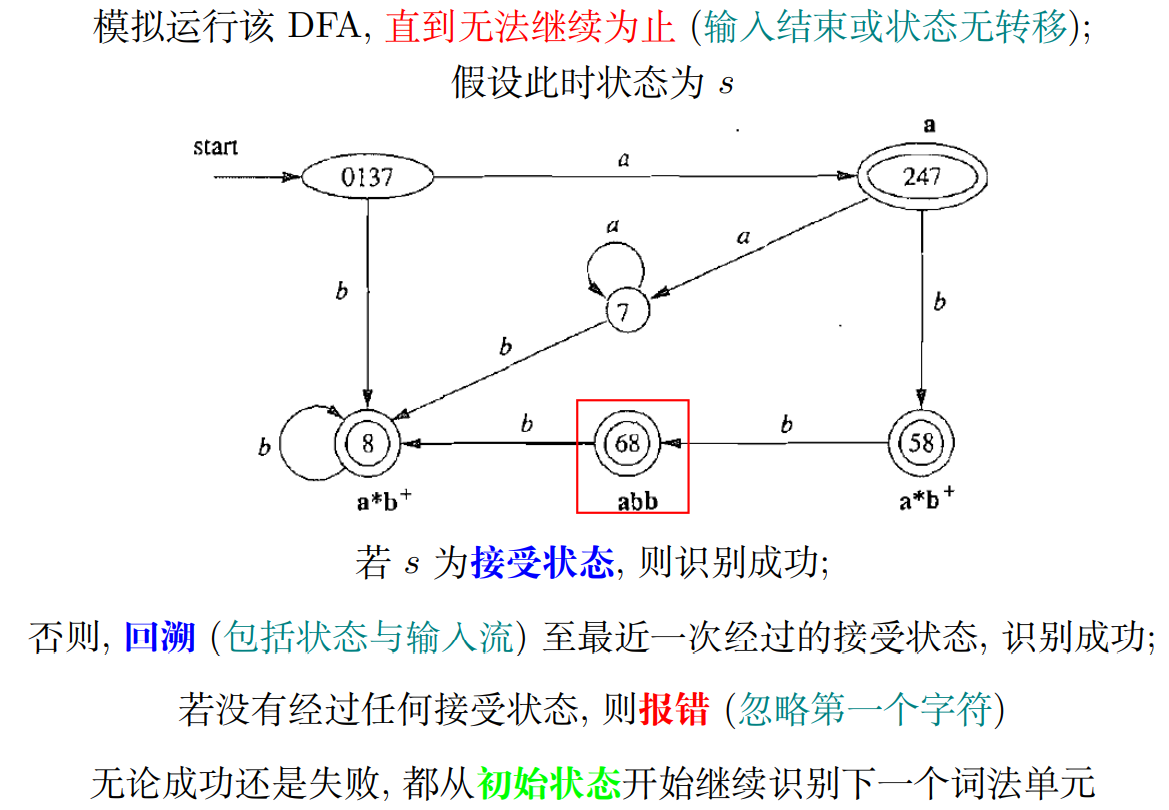 模拟运行该 DFA, 直到无法继续为止 (输入结束或状态无转移);
假设此时状态为 s
a
start
0137
a
247
a
a
b
7
b
b
b
b
8
b
68
b
58
a*b+
abb
a*b+
若 s 为接受状态, 则识别成功;
否则, 回溯 (包括状态与输入流) 至最近一次经过的接受状态, 识别成功;
若没有经过任何接受状态, 则报错 (忽略第一个字符)
无论成功还是失败, 都从初始状态开始继续识别下一个词法单元